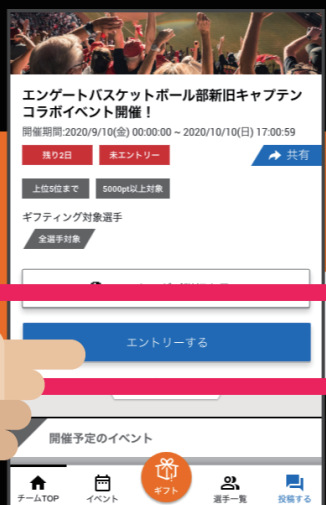 エンゲートバスケットボール部新旧キャプテン
コラボイベント開催！
開催期間:2020/9/10(金) 00:00:00 ~ 2020/10/10(日) 17:00:59
残り2日 未エントリー
共有
上位5位まで 5000pt以上対象
ギフティング対象選手
全選手対象
エントリーする
開催予定のイベント
チームTOP イベント ギフト 選手一覧 投稿する